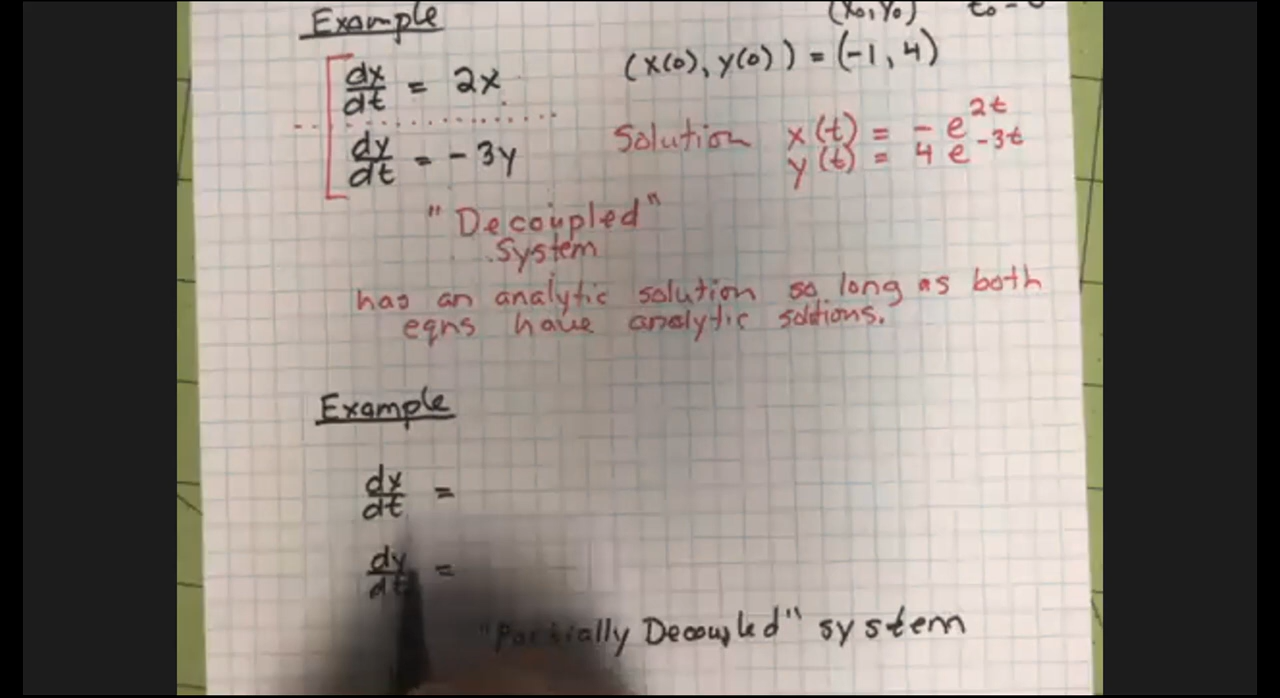 Example
(x₀, y₀)
(x(0), y(0)) = (-1, 4)
dx/dt = 2x
dy/dt = -3y
Solution x(t) = -e^2t
y(t) = 4e^-3t
"Decoupled"
System
has an analytic solution so long as both
eqns have analytic solutions.
Example
dx/dt =
dy/dt =
"Partially Decoupled" system